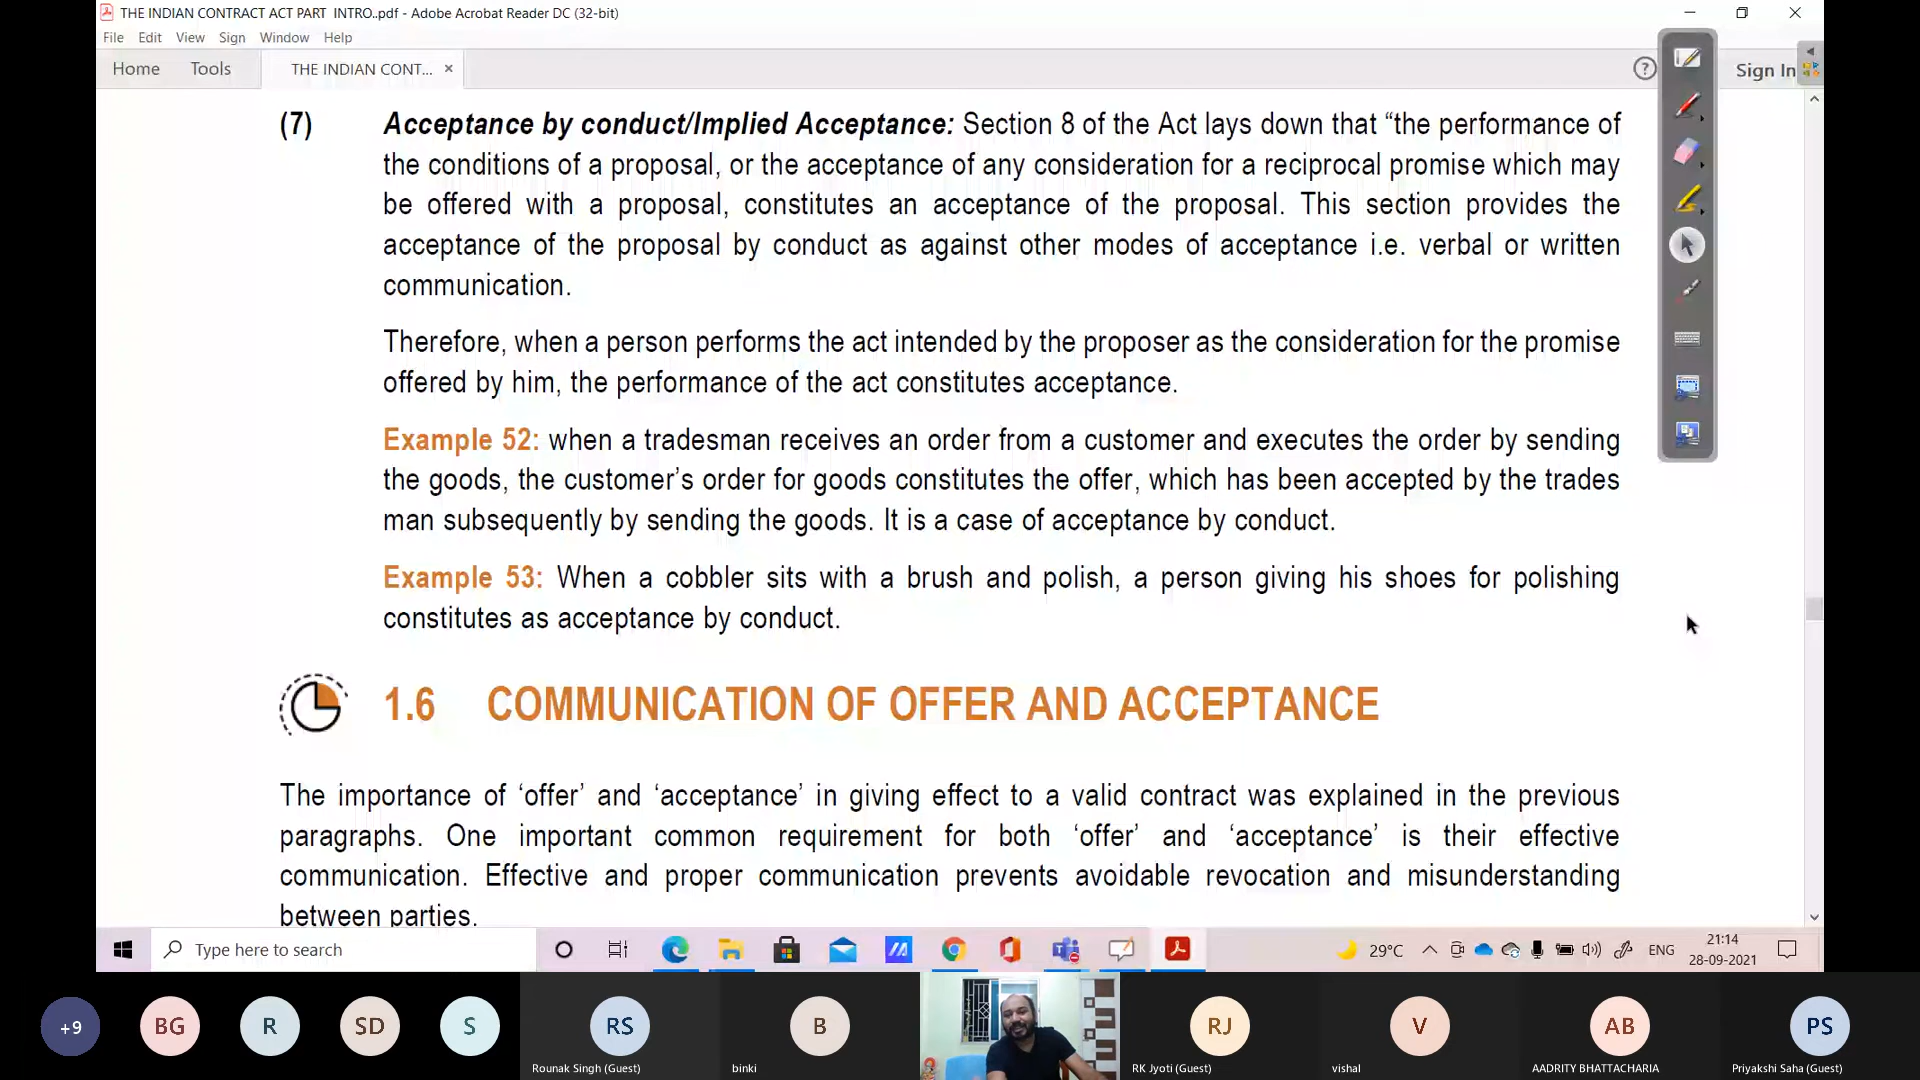 THE INDIAN CONTRACT ACT PART  INTRO..pdf - Adobe Acrobat Reader DC (32-bit)
File Edit View Sign Window Help
Home Tools THE INDIAN CONT... × ? Sign In
(7) Acceptance by conduct/Implied Acceptance: Section 8 of the Act lays down that “the performance of
the conditions of a proposal, or the acceptance of any consideration for a reciprocal promise which may
be offered with a proposal, constitutes an acceptance of the proposal. This section provides the
acceptance of the proposal by conduct as against other modes of acceptance i.e. verbal or written
communication.
Therefore, when a person performs the act intended by the proposer as the consideration for the promise
offered by him, the performance of the act constitutes acceptance.
Example 52: when a tradesman receives an order from a customer and executes the order by sending
the goods, the customer’s order for goods constitutes the offer, which has been accepted by the trades
man subsequently by sending the goods. It is a case of acceptance by conduct.
Example 53: When a cobbler sits with a brush and polish, a person giving his shoes for polishing
constitutes as acceptance by conduct.
1.6 COMMUNICATION OF OFFER AND ACCEPTANCE
The importance of ‘offer’ and ‘acceptance’ in giving effect to a valid contract was explained in the previous
paragraphs. One important common requirement for both ‘offer’ and ‘acceptance’ is their effective
communication. Effective and proper communication prevents avoidable revocation and misunderstanding
between parties.
Type here to search 29°C ENG 21:14
28-09-2021
+9 BG R SD S RS B RJ V AB PS
Rounak Singh (Guest) binki RK Jyoti (Guest) vishal AADRITY BHATTACHARIA Priyakshi Saha (Guest)